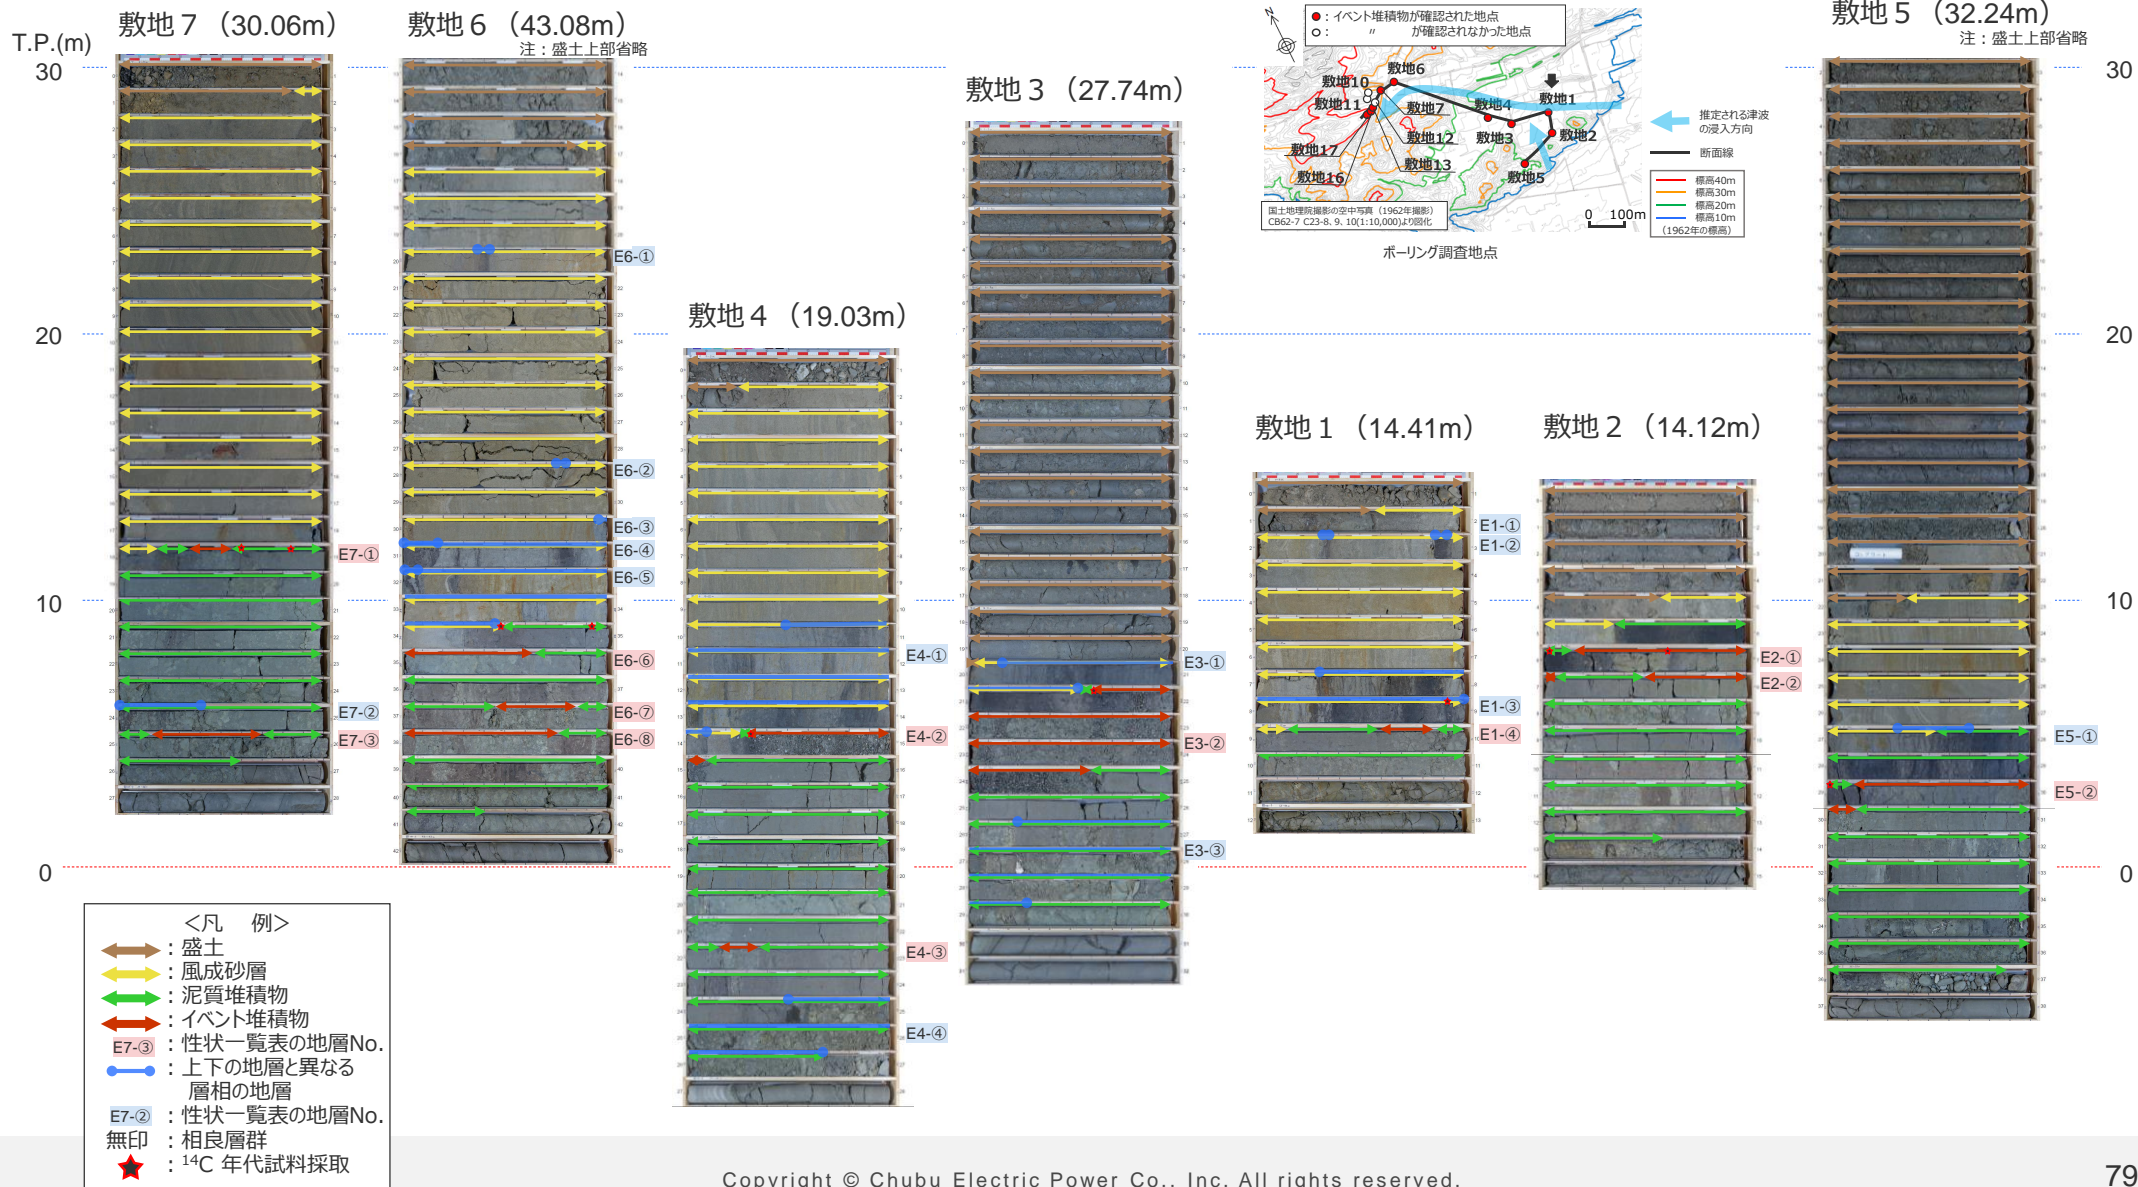 敷地７（30.06m）
敷地６（43.08m）
注：盛土上部省略
敷地５（32.24m）
注：盛土上部省略
T.P.(m)
30
30
敷地３（27.74m）
●：イベント堆積物が確認された地点
○： 〃 が確認されなかった地点
N
敷地6
敷地10
敷地11
敷地7
敷地4
敷地1
敷地12
敷地3
敷地2
敷地17
敷地13
敷地16
敷地5
推定される津波
の浸入方向
断面線
標高40m
標高30m
標高20m
標高10m
（1962年の標高）
国土地理院撮影の空中写真（1962年撮影）
CB62-7 C23-8. 9. 10(1:10,000)より図化
0 100m
ボーリング調査地点
敷地４（19.03m）
20
20
敷地１（14.41m）
敷地２（14.12m）
10
10
0
0
E7-①
E7-②
E7-③
E6-①
E6-②
E6-③
E6-④
E6-⑤
E6-⑥
E6-⑦
E6-⑧
E4-①
E4-②
E4-③
E4-④
E3-①
E3-②
E3-③
E1-①
E1-②
E1-③
E1-④
E2-①
E2-②
E5-①
E5-②
＜凡 例＞
：盛土
：風成砂層
：泥質堆積物
：イベント堆積物
E7-③：性状一覧表の地層No.
：上下の地層と異なる
層相の地層
E7-②：性状一覧表の地層No.
無印：相良層群
：14C 年代試料採取
Copyright © Chubu Electric Power Co., Inc. All rights reserved.
79